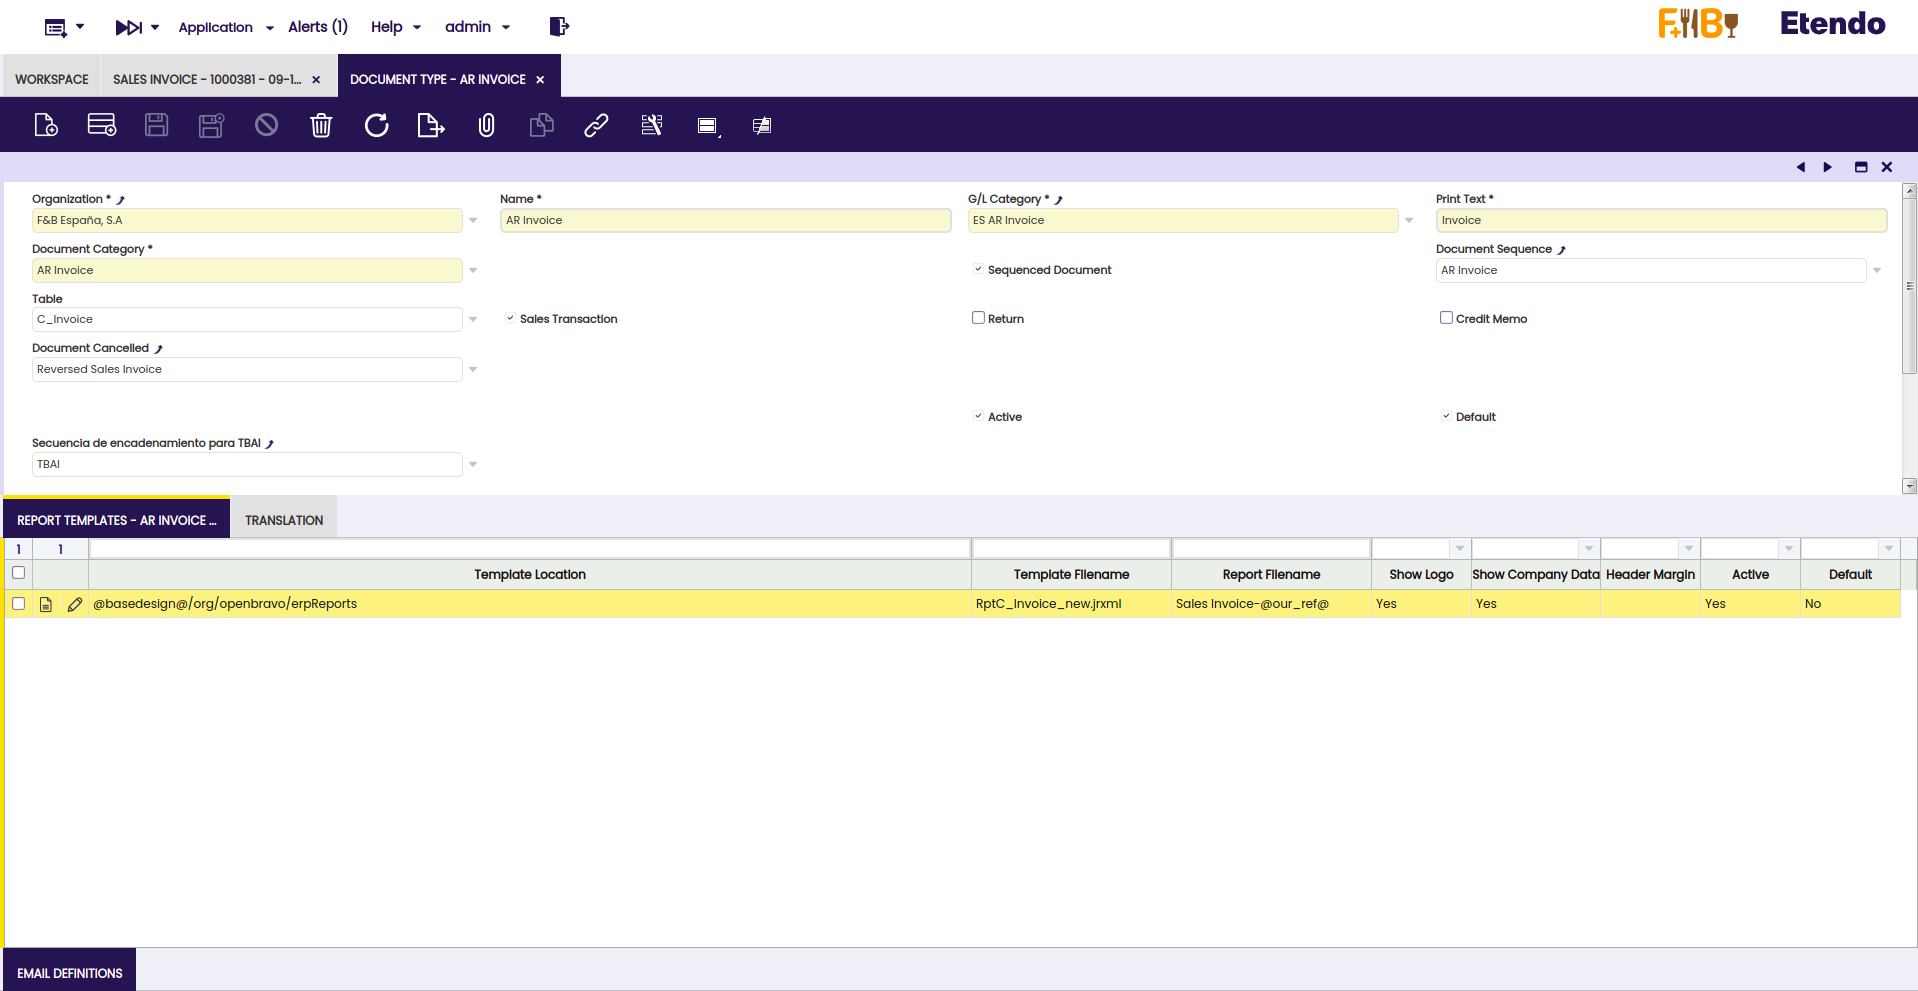 Application
Alerts (1)
Help
admin
F+B
Etendo
WORKSPACE
SALES INVOICE - 1000381 - 09-1...
DOCUMENT TYPE - AR INVOICE
Organization *
Name *
G/L Category *
Print Text *
F&B España, S.A
AR Invoice
ES AR Invoice
Invoice
Document Category *
Document Sequence
AR Invoice
Sequenced Document
AR Invoice
Table
C_Invoice
Sales Transaction
Return
Credit Memo
Document Cancelled
Reversed Sales Invoice
Active
Default
Secuencia de encadenamiento para TBAI
TBAI
REPORT TEMPLATES - AR INVOICE ...
TRANSLATION
1
1
Template Location
Template Filename
Report Filename
Show Logo
Show Company Data
Header Margin
Active
Default
@basedesign@/org/openbravo/erpReports
RptC_Invoice_new.jrxml
Sales Invoice-@our_ref@
Yes
Yes
Yes
No
EMAIL DEFINITIONS